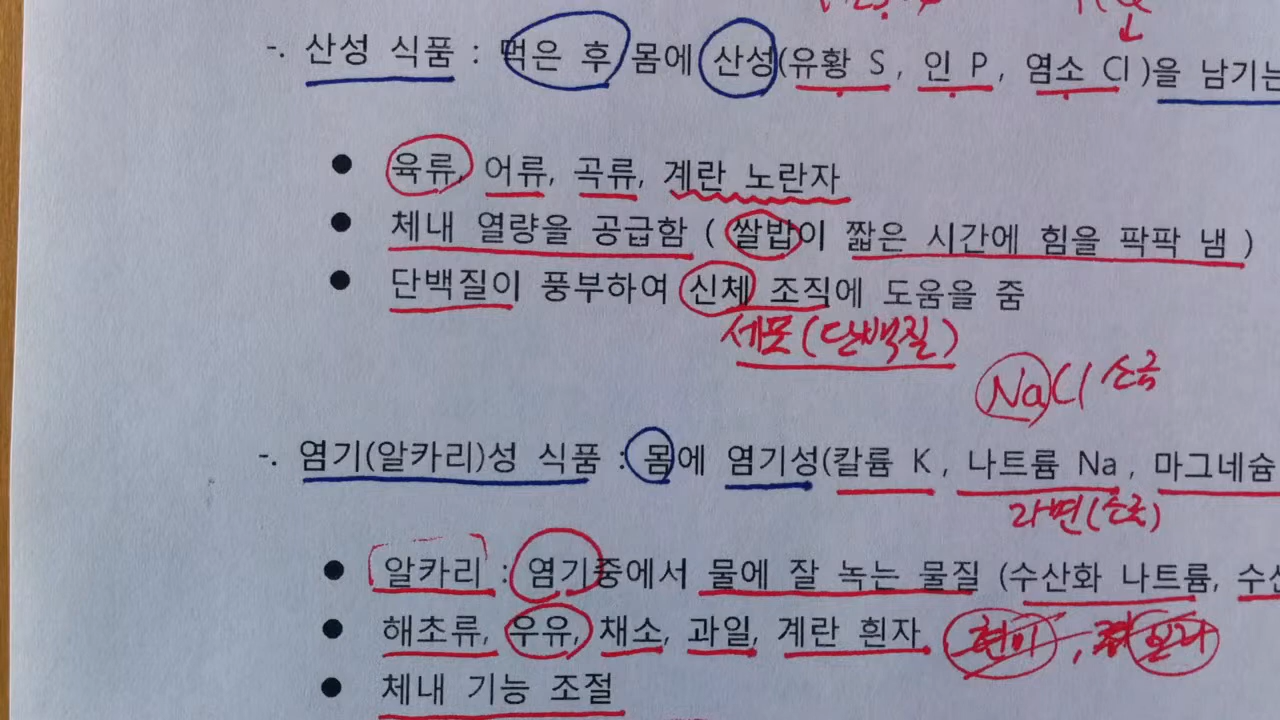 -. 산성 식품 : 먹은 후 몸에 산성(유황 S, 인 P, 염소 Cl)을 남기는
● 육류, 어류, 곡류, 계란 노란자
● 체내 열량을 공급함 ( 쌀밥이 짧은 시간에 힘을 팍팍 냄 )
● 단백질이 풍부하여 신체 조직에 도움을 줌
세포(단백질)
NaCl 소금
-. 염기(알카리)성 식품 : 몸에 염기성(칼륨 K, 나트륨 Na, 마그네슘
라면(소금)
● 알카리 : 염기중에서 물에 잘 녹는 물질 (수산화 나트륨, 수산
● 해초류, 우유, 채소, 과일, 계란 흰자 현미,
● 체내 기능 조절